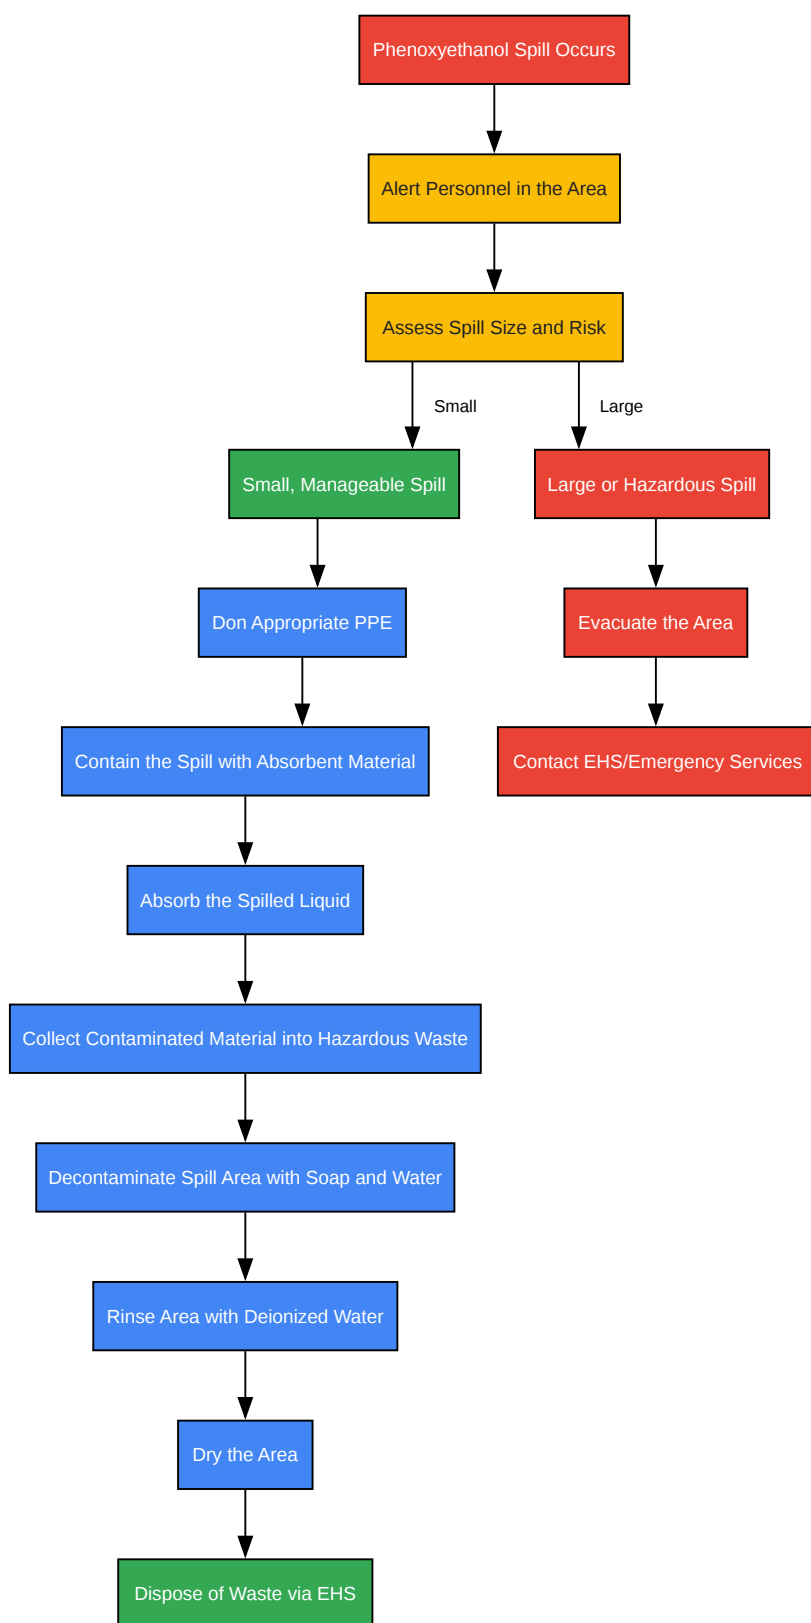 Phenoxyethanol Spill Occurs
Alert Personnel in the Area
Assess Spill Size and Risk
Small
Large
Small, Manageable Spill
Large or Hazardous Spill
Don Appropriate PPE
Evacuate the Area
Contain the Spill with Absorbent Material
Contact EHS/Emergency Services
Absorb the Spilled Liquid
Collect Contaminated Material into Hazardous Waste
Decontaminate Spill Area with Soap and Water
Rinse Area with Deionized Water
Dry the Area
Dispose of Waste via EHS